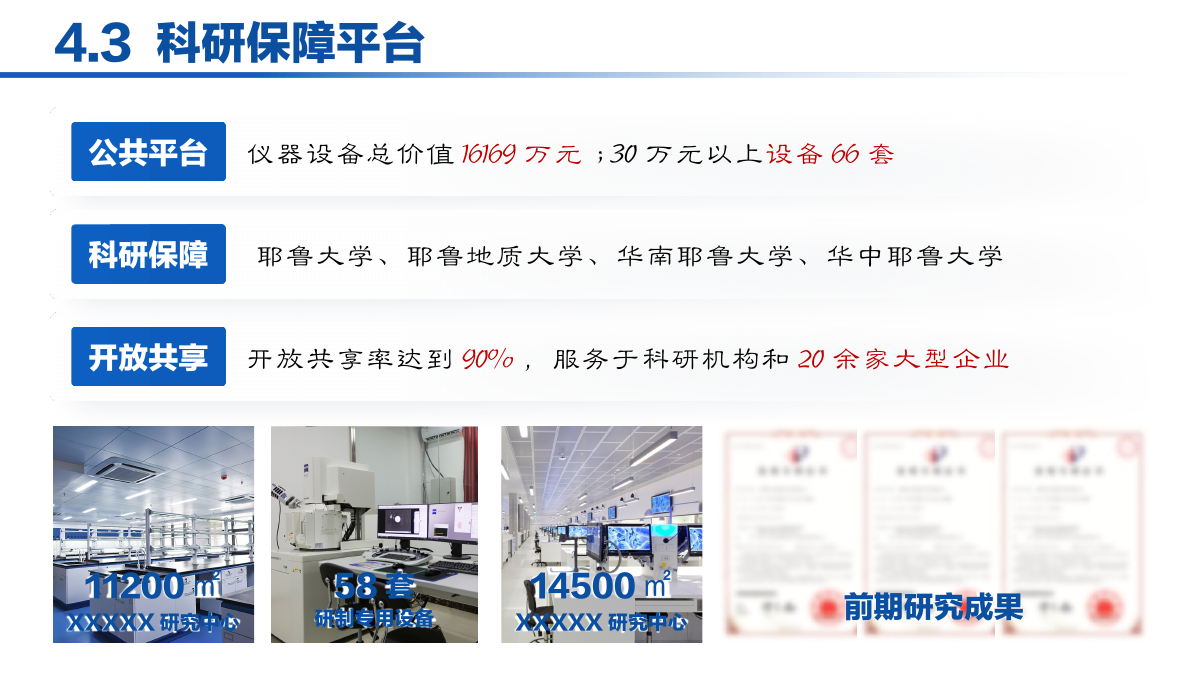 4.3 科研保障平台
公共平台
仪器设备总价值 16169 万元 ;30 万元以上设备 66 套
科研保障
耶鲁大学、耶鲁地质大学、华南耶鲁大学、华中耶鲁大学
开放共享
开放共享率达到 90% ，服务于科研机构和 20 余家大型企业
11200 ㎡
XXXXX 研究中心
58 套
研制专用设备
14500 ㎡
XXXXX 研究中心
前期研究成果